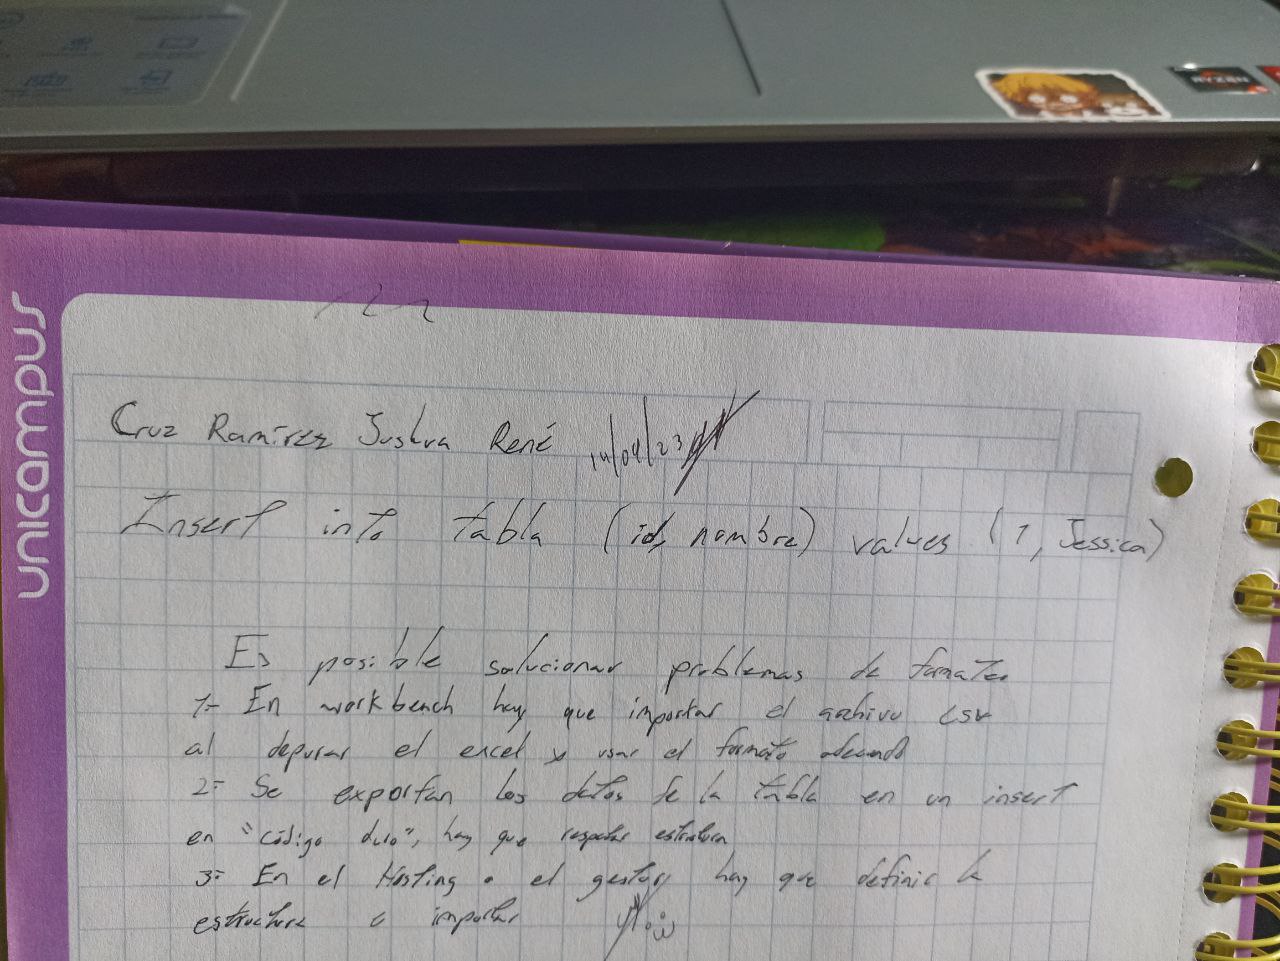 RYZEN
unicampus
Cruz Ramírez Joshua René 14/04/23
Insert into tabla (id, nombre) values (1, Jessica)
Es posible solucionar problemas de formato
1- En workbench hay que importar el archivo csv
al depurar el excel y usar el formato adecuado
2- Se exportan los datos de la tabla en un insert
en "código duro", hay que respetar estructura
3- En el Hosting o el gestor, hay que definir la
estructura a importar